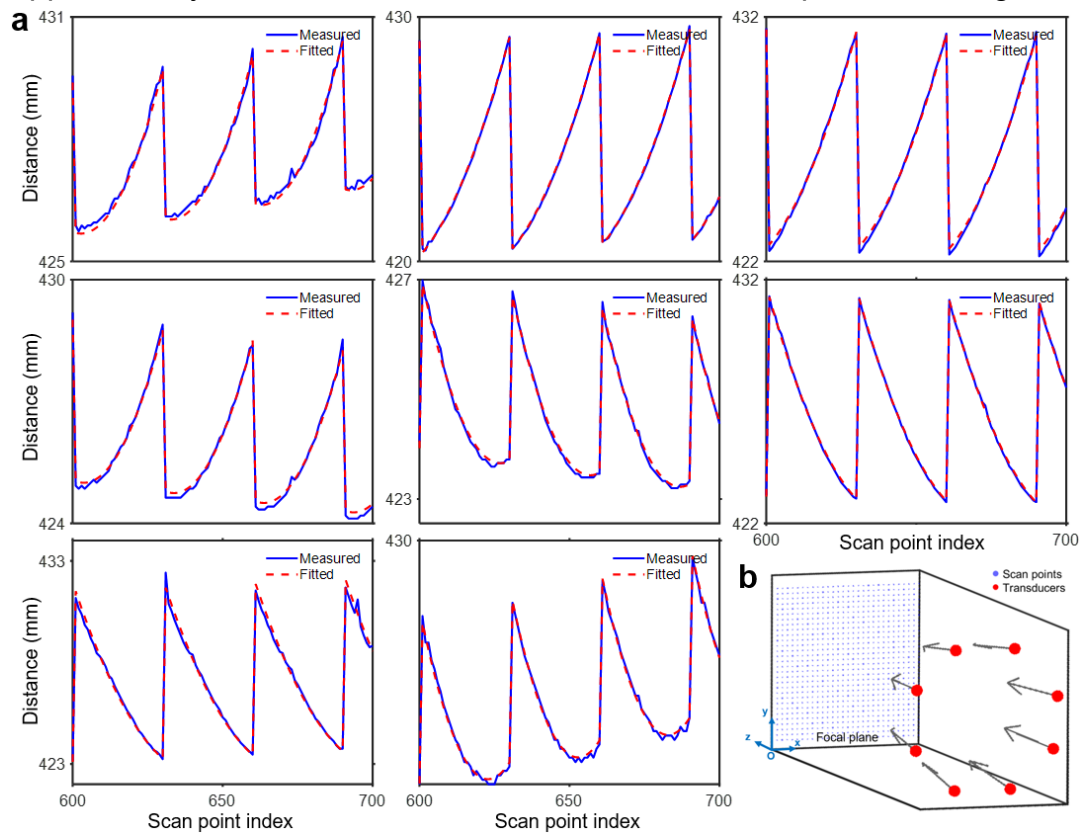 a
431
Distance (mm)
425
Measured
Fitted
430
420
Measured
Fitted
432
422
Measured
Fitted
430
Distance (mm)
424
Measured
Fitted
427
423
Measured
Fitted
432
422
Measured
Fitted
600
Scan point index
700
433
Distance (mm)
423
Measured
Fitted
600
650
700
Scan point index
430
Measured
Fitted
600
650
700
Scan point index
b
Scan points
Transducers
y
z
x
O
Focal plane